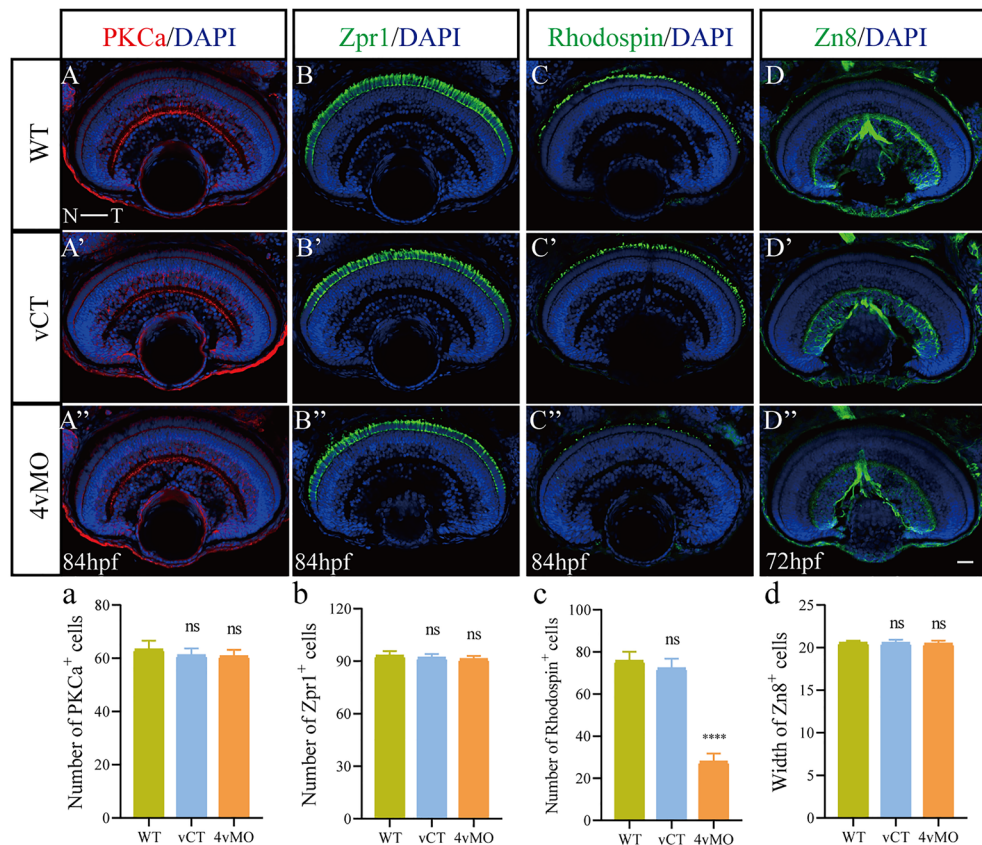 PKCa/DAPI
Zpr1/DAPI
Rhodospin/DAPI
Zn8/DAPI
WT
A
N T
B
C
D
vCT
A’
B’
C’
D’
4vMO
A’’
84hpf
B’’
84hpf
C’’
84hpf
D’’
72hpf
a
Number of PKCa+ cells
80
60
40
20
0
ns
ns
WT
vCT
4vMO
b
Number of Zpr1+ cells
120
90
60
30
0
ns
ns
WT
vCT
4vMO
c
Number of Rhodospin+ cells
100
80
60
40
20
0
ns
****
WT
vCT
4vMO
d
Width of Zn8+ cells
25
20
15
10
5
0
ns
ns
WT
vCT
4vMO